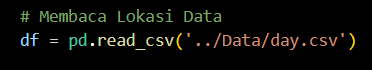 # Membaca Lokasi Data
df = pd.read_csv('../Data/day.csv')